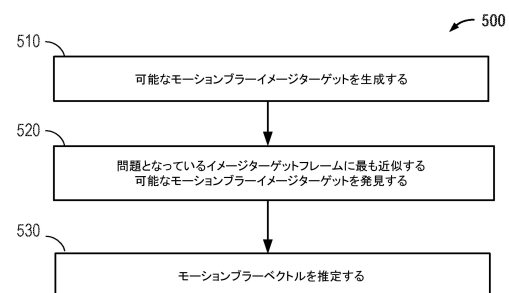 500
510
可能なモーションブラーイメージターゲットを生成する
520
問題となっているイメージターゲットフレームに最も近似する
可能なモーションブラーイメージターゲットを発見する
530
モーションブラーベクトルを推定する